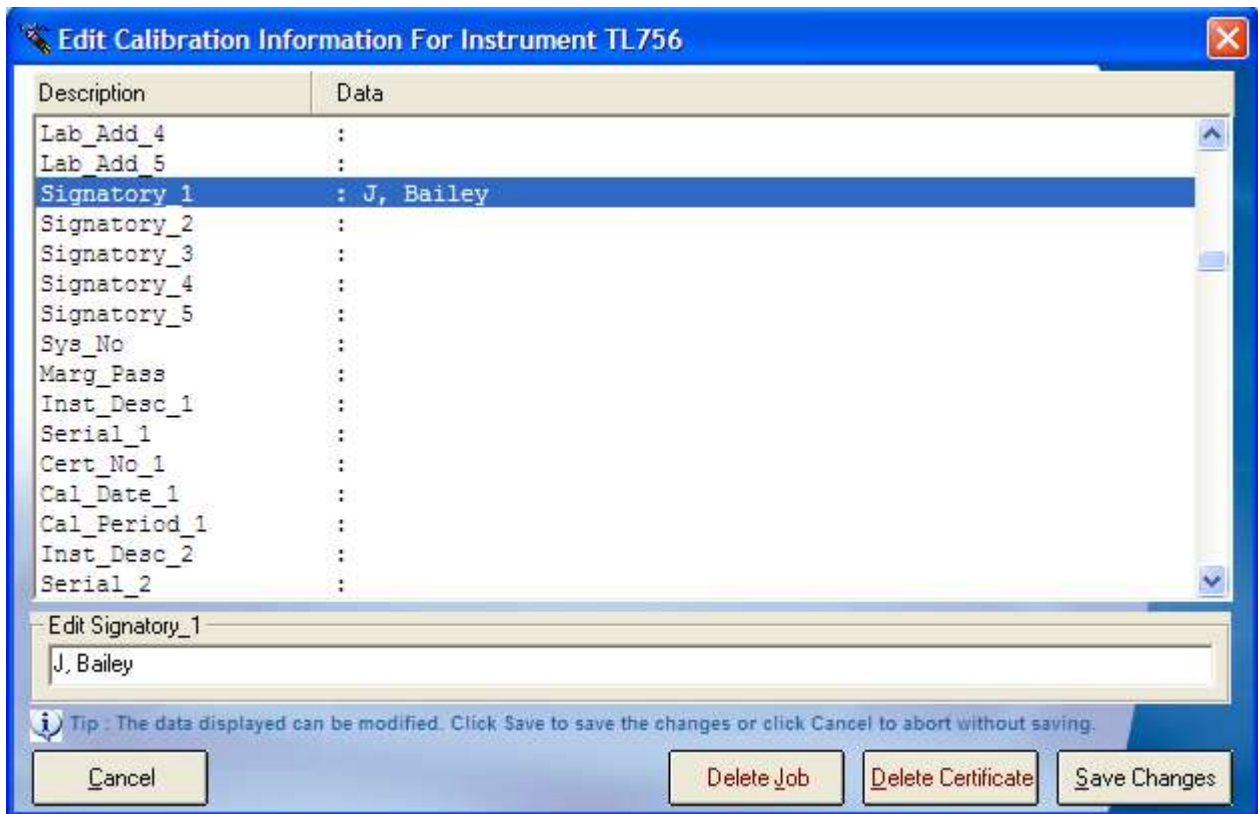 Edit Calibration Information For Instrument TL756
Description Data
Lab_Add_4 :
Lab_Add_5 :
Signatory_1 : J, Bailey
Signatory_2 :
Signatory_3 :
Signatory_4 :
Signatory_5 :
Sys_No :
Marg_Pass :
Inst_Desc_1 :
Serial_1 :
Cert_No_1 :
Cal_Date_1 :
Cal_Period_1 :
Inst_Desc_2 :
Serial_2 :
Edit Signatory_1
J, Bailey
Tip : The data displayed can be modified. Click Save to save the changes or click Cancel to abort without saving.
Cancel Delete Job Delete Certificate Save Changes